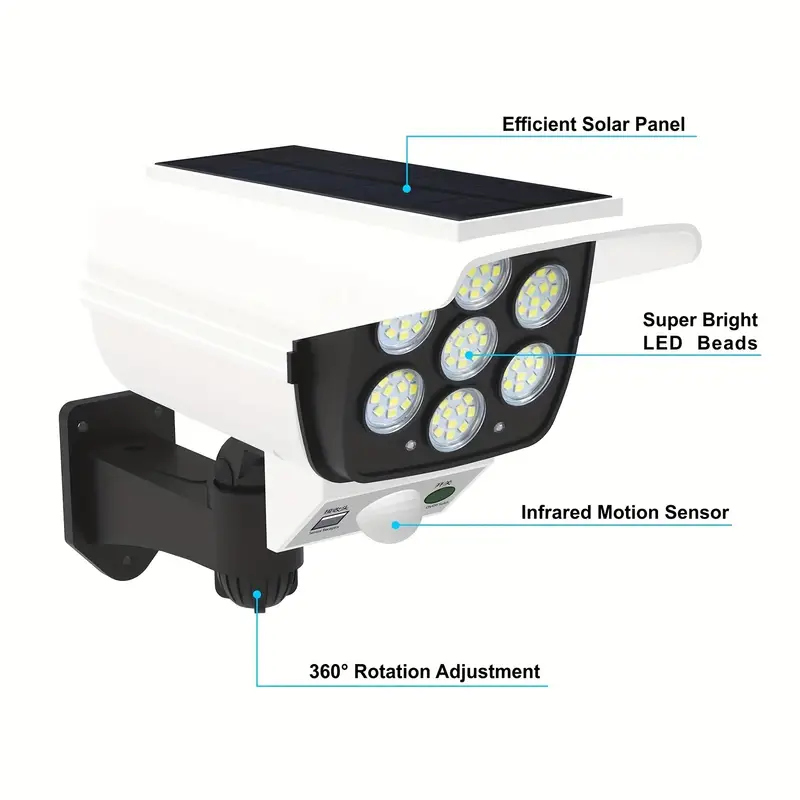 Efficient Solar Panel
Super Bright
LED Beads
Infrared Motion Sensor
360° Rotation Adjustment